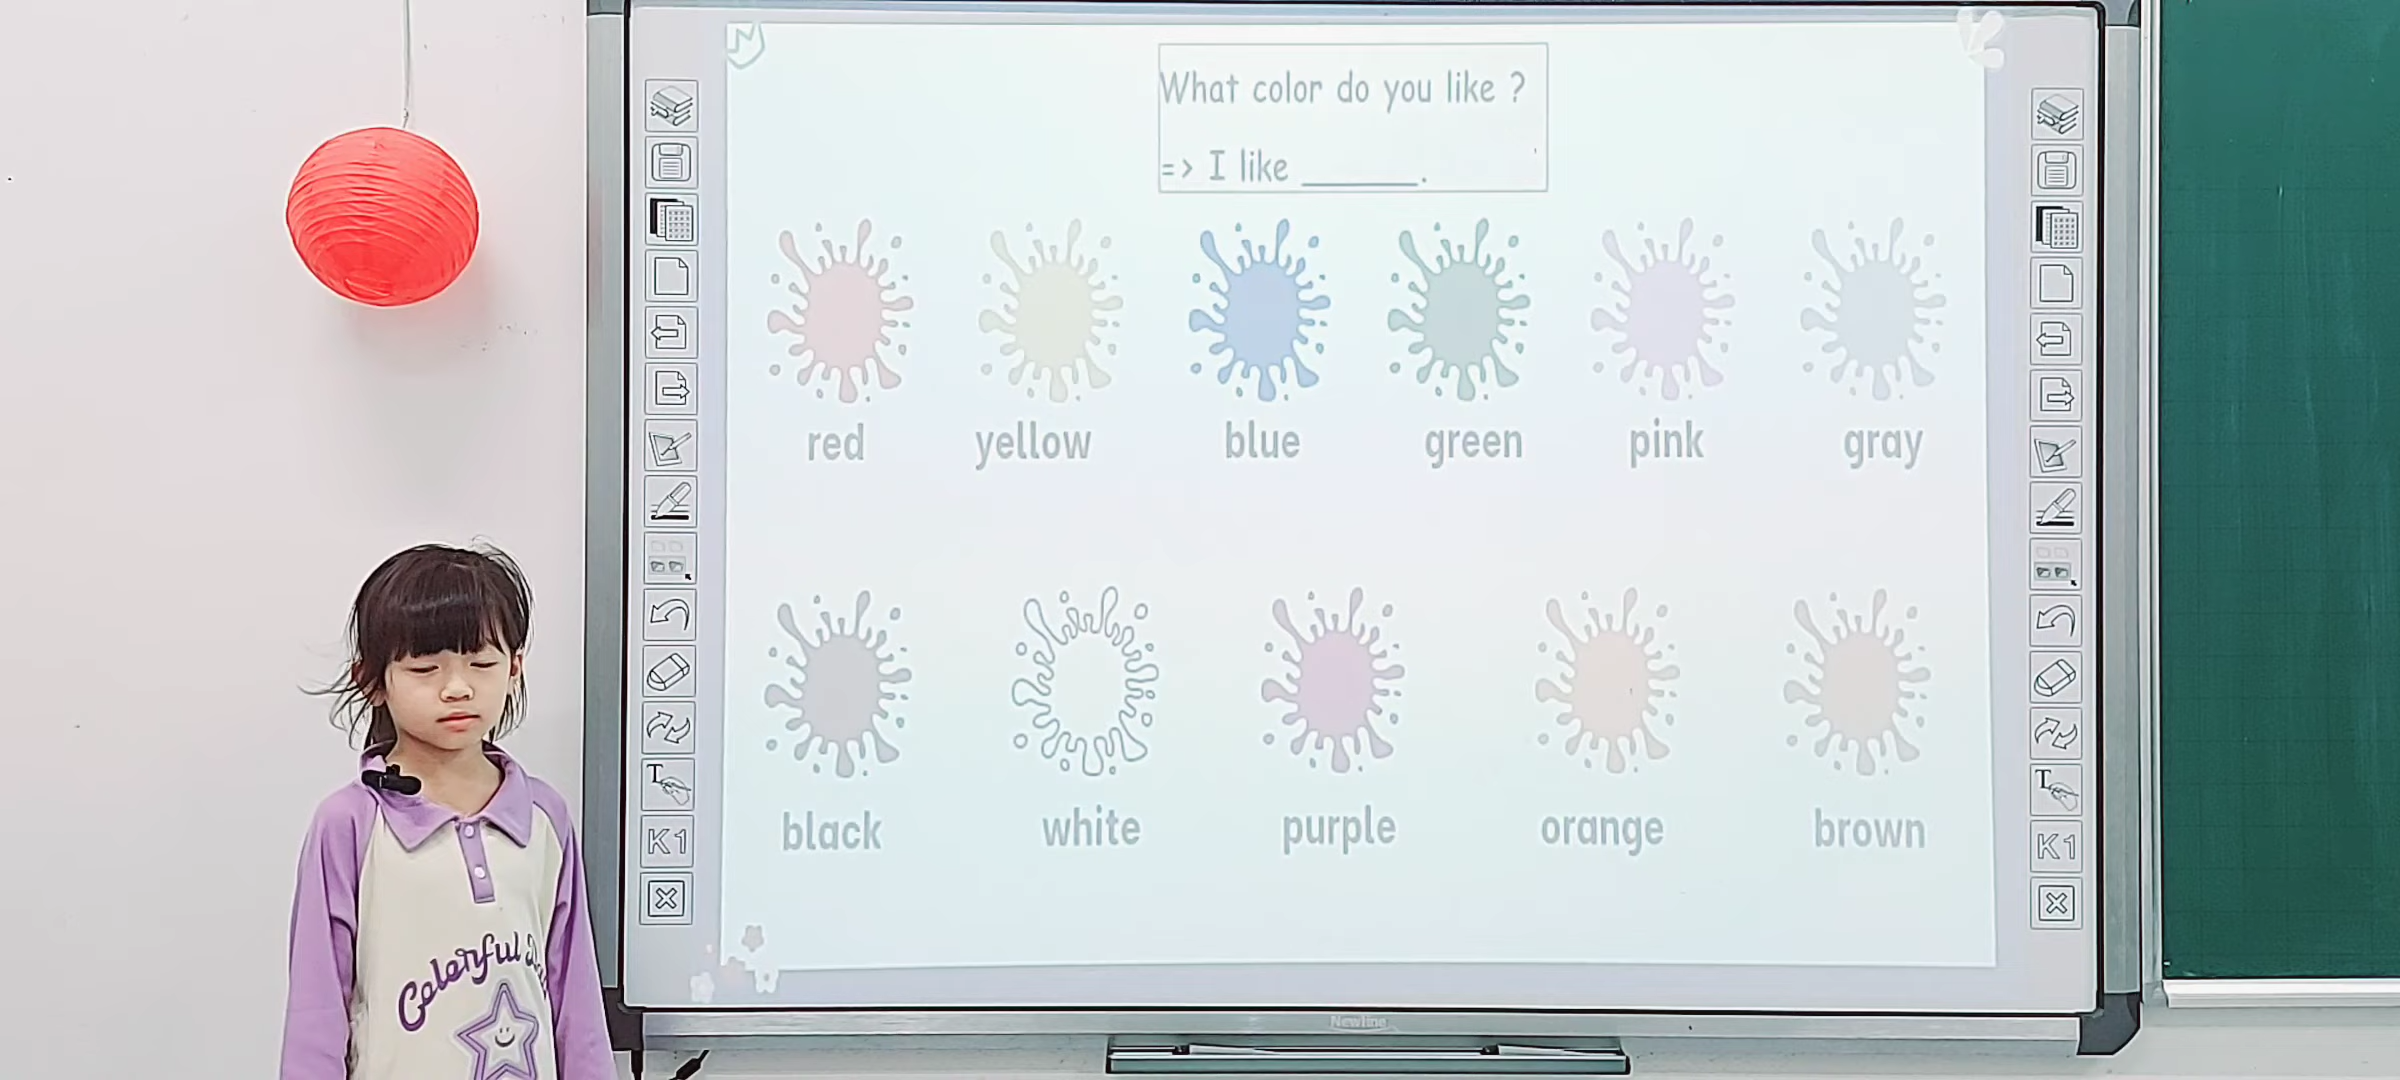 What color do you like ?
=> I like ______.
red yellow blue green pink gray
black white purple orange brown
T
K1
T
K1
Colorful
Newline